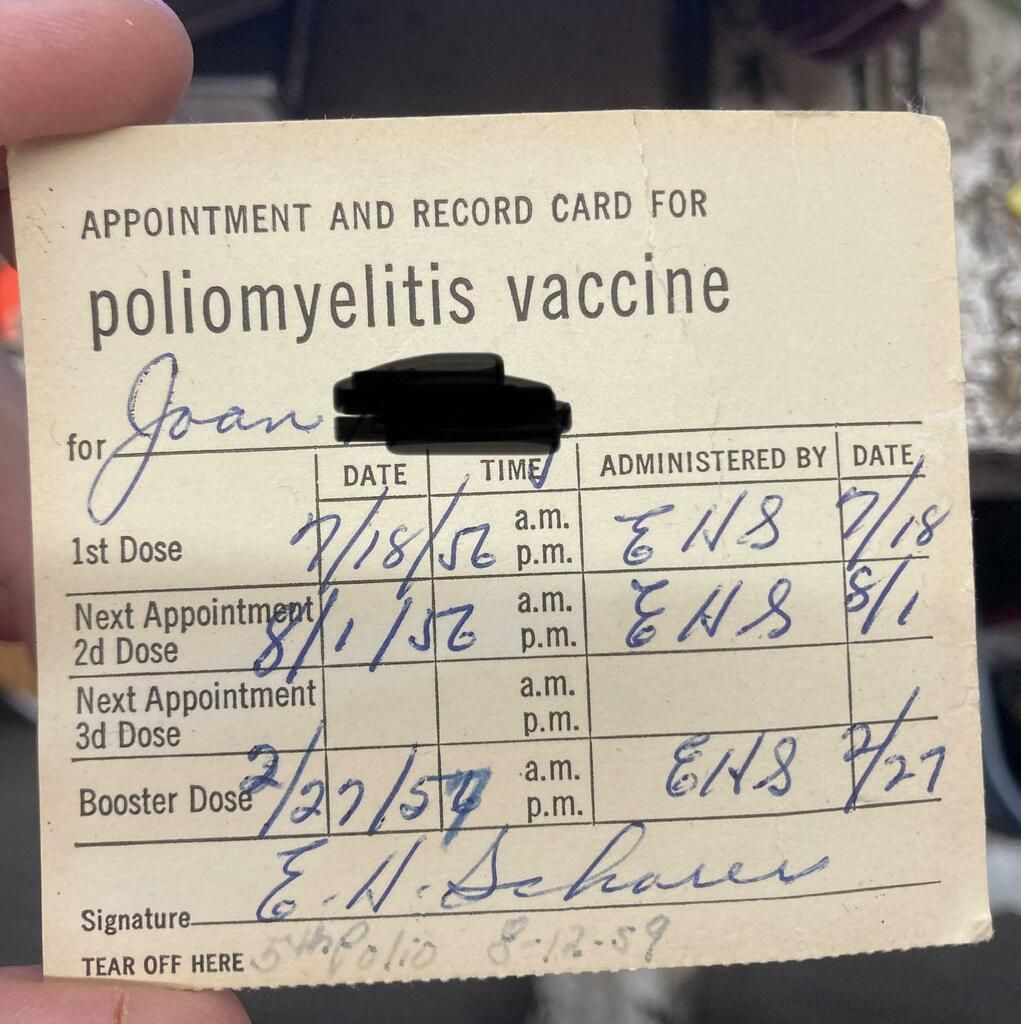 APPOINTMENT AND RECORD CARD FOR
poliomyelitis vaccine
for Joan
DATE TIME ADMINISTERED BY DATE
1st Dose 7/18/56 a.m. p.m. EHS 7/18
Next Appointment 2d Dose 8/1/56 a.m. p.m. EHS 8/1
Next Appointment 3d Dose a.m. p.m.
Booster Dose 2/27/57 a.m. p.m. EHS 2/27
Signature E. H. Scharer
TEAR OFF HERE 5th Polio 8-12-59